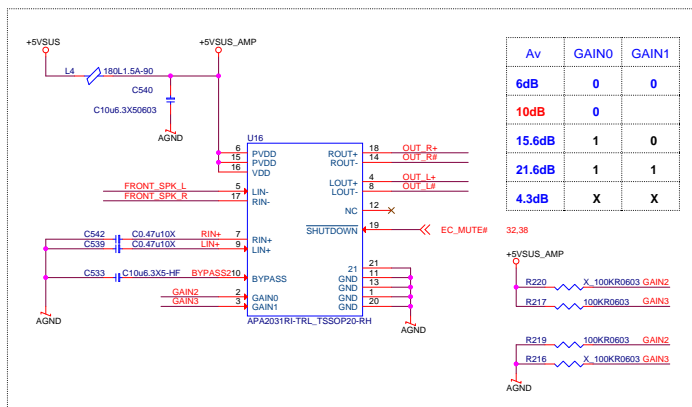 +5VSUS
+5VSUS_AMP
L4
180L1.5A-90
C540
C10u6.3X50603
AGND
Av GAIN0 GAIN1
6dB 0 0
10dB 0
15.6dB 1 0
21.6dB 1 1
4.3dB X X
U16
6 PVDD
15 PVDD
16 VDD
FRONT_SPK_L 5 LIN-
FRONT_SPK_R 17 RIN-
C542 C0.47u10X RIN+ 7 RIN+
C539 C0.47u10X LIN+ 9 LIN+
C533 C10u6.3X5-HF BYPASS2 10 BYPASS
GAIN2 2 GAIN0
GAIN3 3 GAIN1
AGND
ROUT+ 18 OUT_R+
ROUT- 14 OUT_R#
LOUT+ 4 OUT_L+
LOUT- 8 OUT_L#
NC 12
SHUTDOWN 19 EC_MUTE# 32,38
21 21
GND 11
GND 13
GND 1
GND 20
AGND
APA2031RI-TRL_TSSOP20-RH
+5VSUS_AMP
R220 X_100KR0603 GAIN2
R217 100KR0603 GAIN3
R219 100KR0603 GAIN2
R216 X_100KR0603 GAIN3
AGND